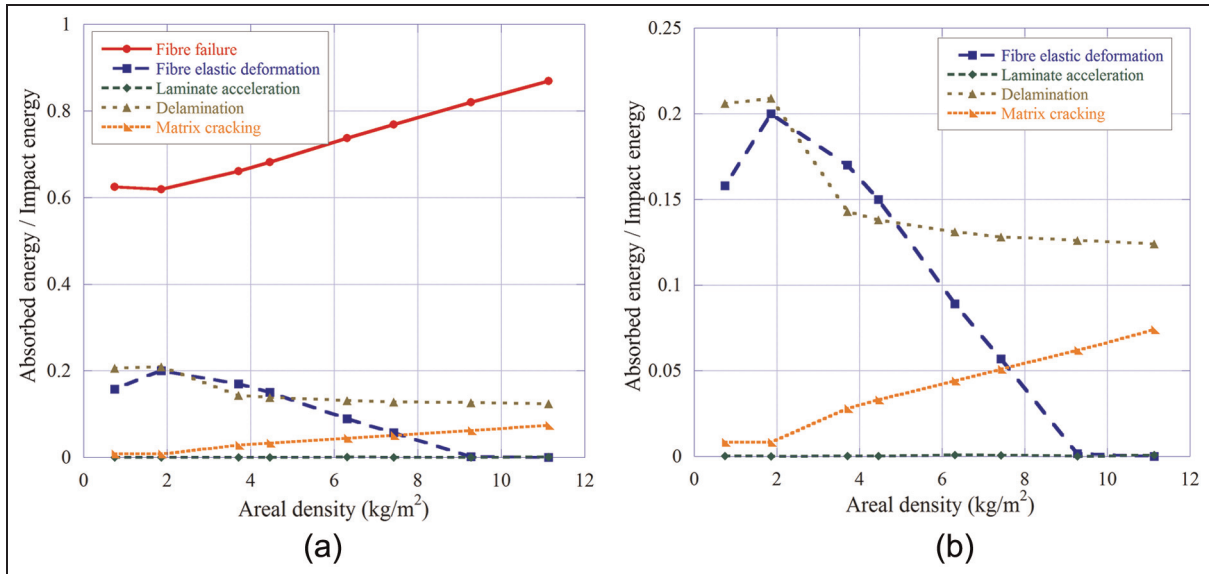 Absorbed energy / Impact energy
1
0.8
0.6
0.4
0.2
0
Fibre failure
Fibre elastic deformation
Laminate acceleration
Delamination
Matrix cracking
0 2 4 6 8 10 12
Areal density (kg/m²)
(a)
Absorbed energy / Impact energy
0.25
0.2
0.15
0.1
0.05
0
Fibre elastic deformation
Laminate acceleration
Delamination
Matrix cracking
0 2 4 6 8 10 12
Areal density (kg/m²)
(b)